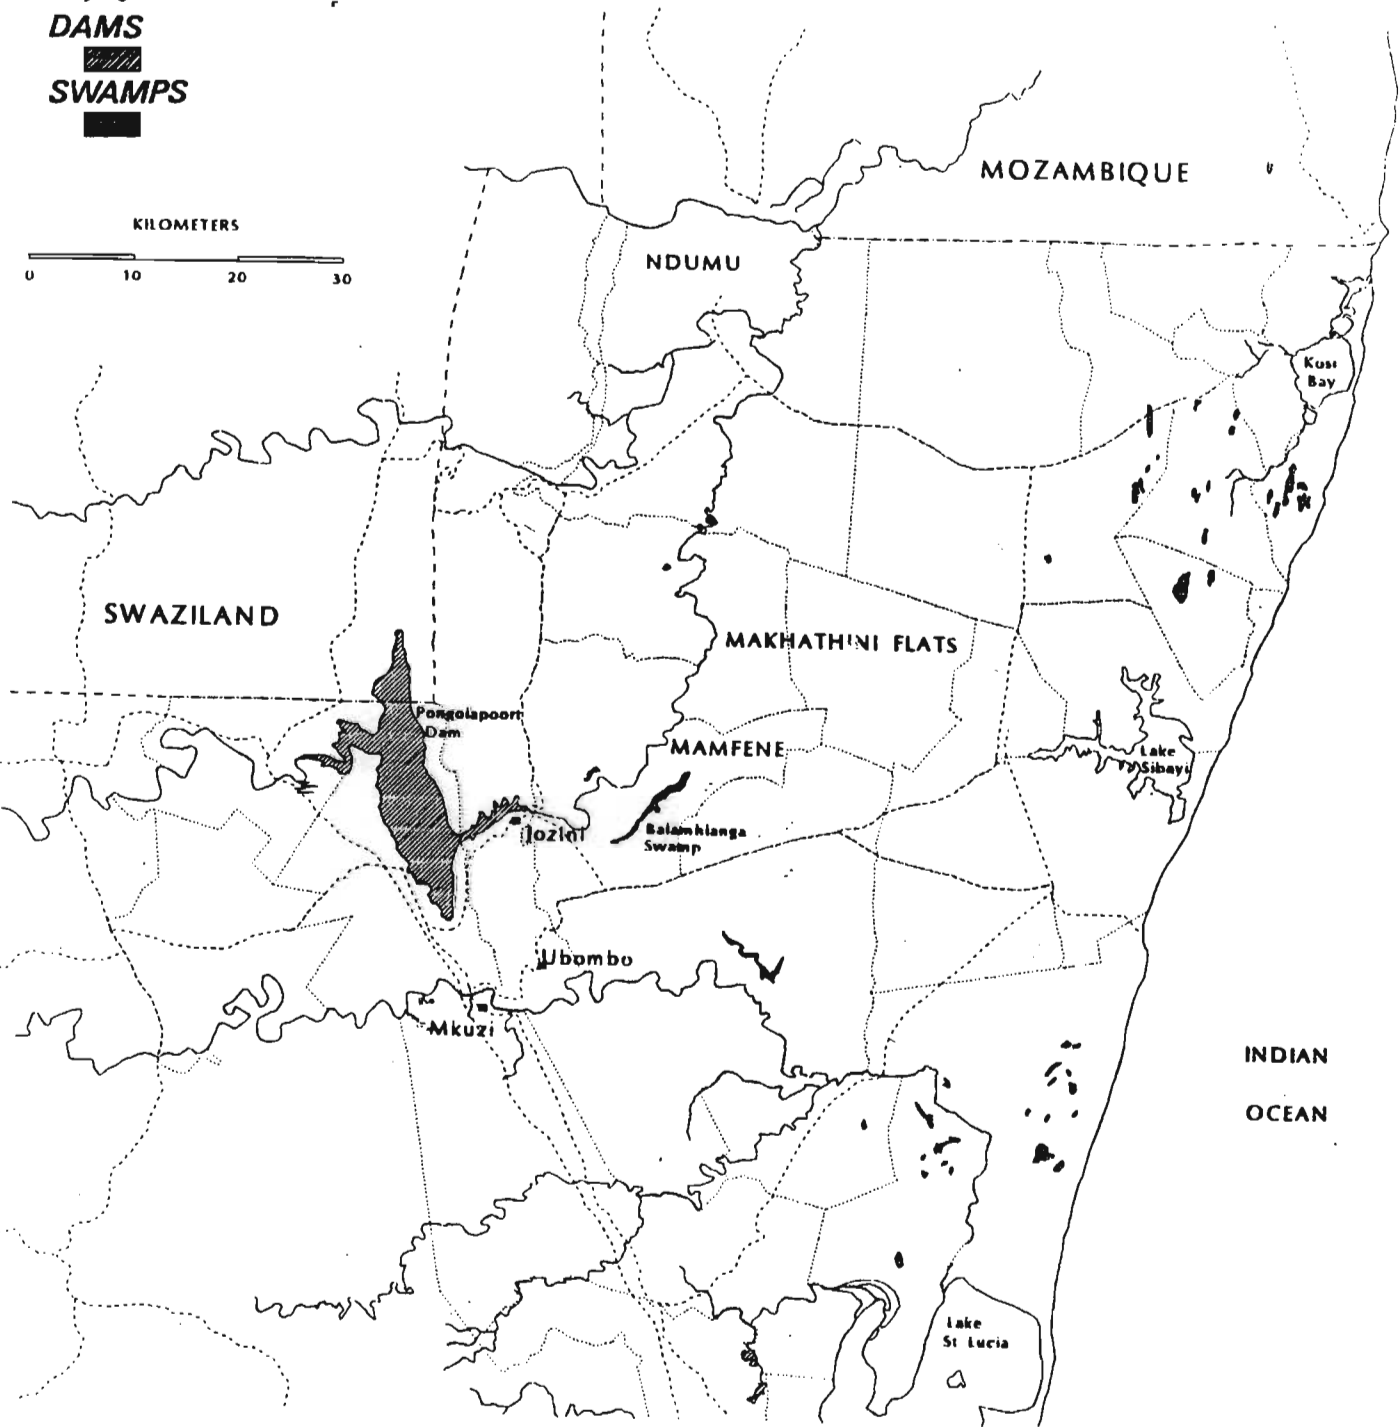 DAMS
SWAMPS
KILOMETERS
0 10 20 30
MOZAMBIQUE
NDUMU
Kosi
Bay
SWAZILAND
MAKHATHINI FLATS
Pongolapoort
Dam
MAMFENE
Lake
Sibayi
Jozini
Balamhlanga
Swamp
Ubombo
Mkuzi
INDIAN
OCEAN
Lake
St Lucia